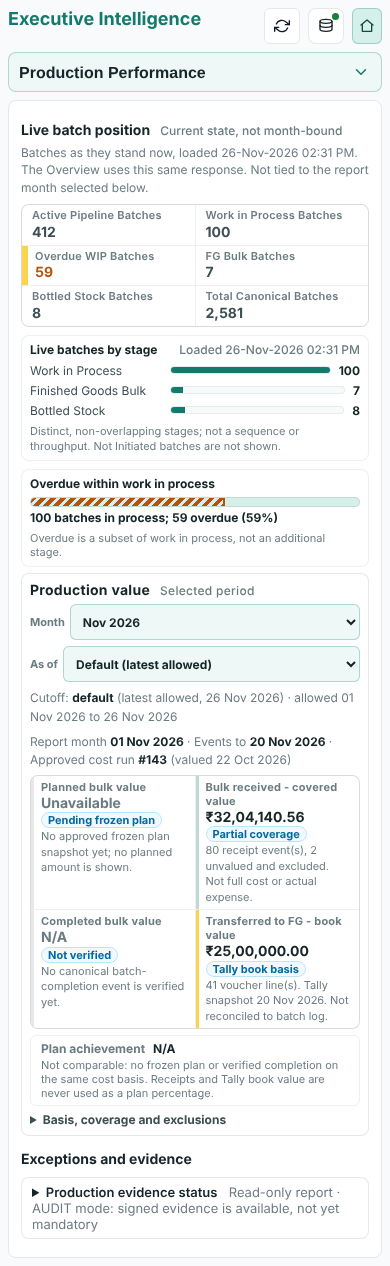 Executive Intelligence
Production Performance
Live batch position Current state, not month-bound
Batches as they stand now, loaded 26-Nov-2026 02:31 PM.
The Overview uses this same response. Not tied to the report
month selected below.
Active Pipeline Batches
412
Work in Process Batches
100
Overdue WIP Batches
59
FG Bulk Batches
7
Bottled Stock Batches
8
Total Canonical Batches
2,581
Live batches by stage Loaded 26-Nov-2026 02:31 PM
Work in Process 100
Finished Goods Bulk 7
Bottled Stock 8
Distinct, non-overlapping stages; not a sequence or
throughput. Not Initiated batches are not shown.
Overdue within work in process
100 batches in process; 59 overdue (59%)
Overdue is a subset of work in process, not an additional
stage.
Production value Selected period
Month Nov 2026
As of Default (latest allowed)
Cutoff: default (latest allowed, 26 Nov 2026) · allowed 01
Nov 2026 to 26 Nov 2026
Report month 01 Nov 2026 · Events to 20 Nov 2026 ·
Approved cost run #143 (valued 22 Oct 2026)
Planned bulk value
Unavailable
Pending frozen plan
No approved frozen plan
snapshot yet; no planned
amount is shown.
Bulk received - covered
value
₹32,04,140.56
Partial coverage
80 receipt event(s), 2
unvalued and excluded.
Not full cost or actual
expense.
Completed bulk value
N/A
Not verified
No canonical batch-
completion event is verified
yet.
Transferred to FG - book
value
₹25,00,000.00
Tally book basis
41 voucher line(s). Tally
snapshot 20 Nov 2026. Not
reconciled to batch log.
Plan achievement N/A
Not comparable: no frozen plan or verified completion on
the same cost basis. Receipts and Tally book value are
never used as a plan percentage.
Basis, coverage and exclusions
Exceptions and evidence
Production evidence status Read-only report ·
AUDIT mode: signed evidence is available, not yet
mandatory